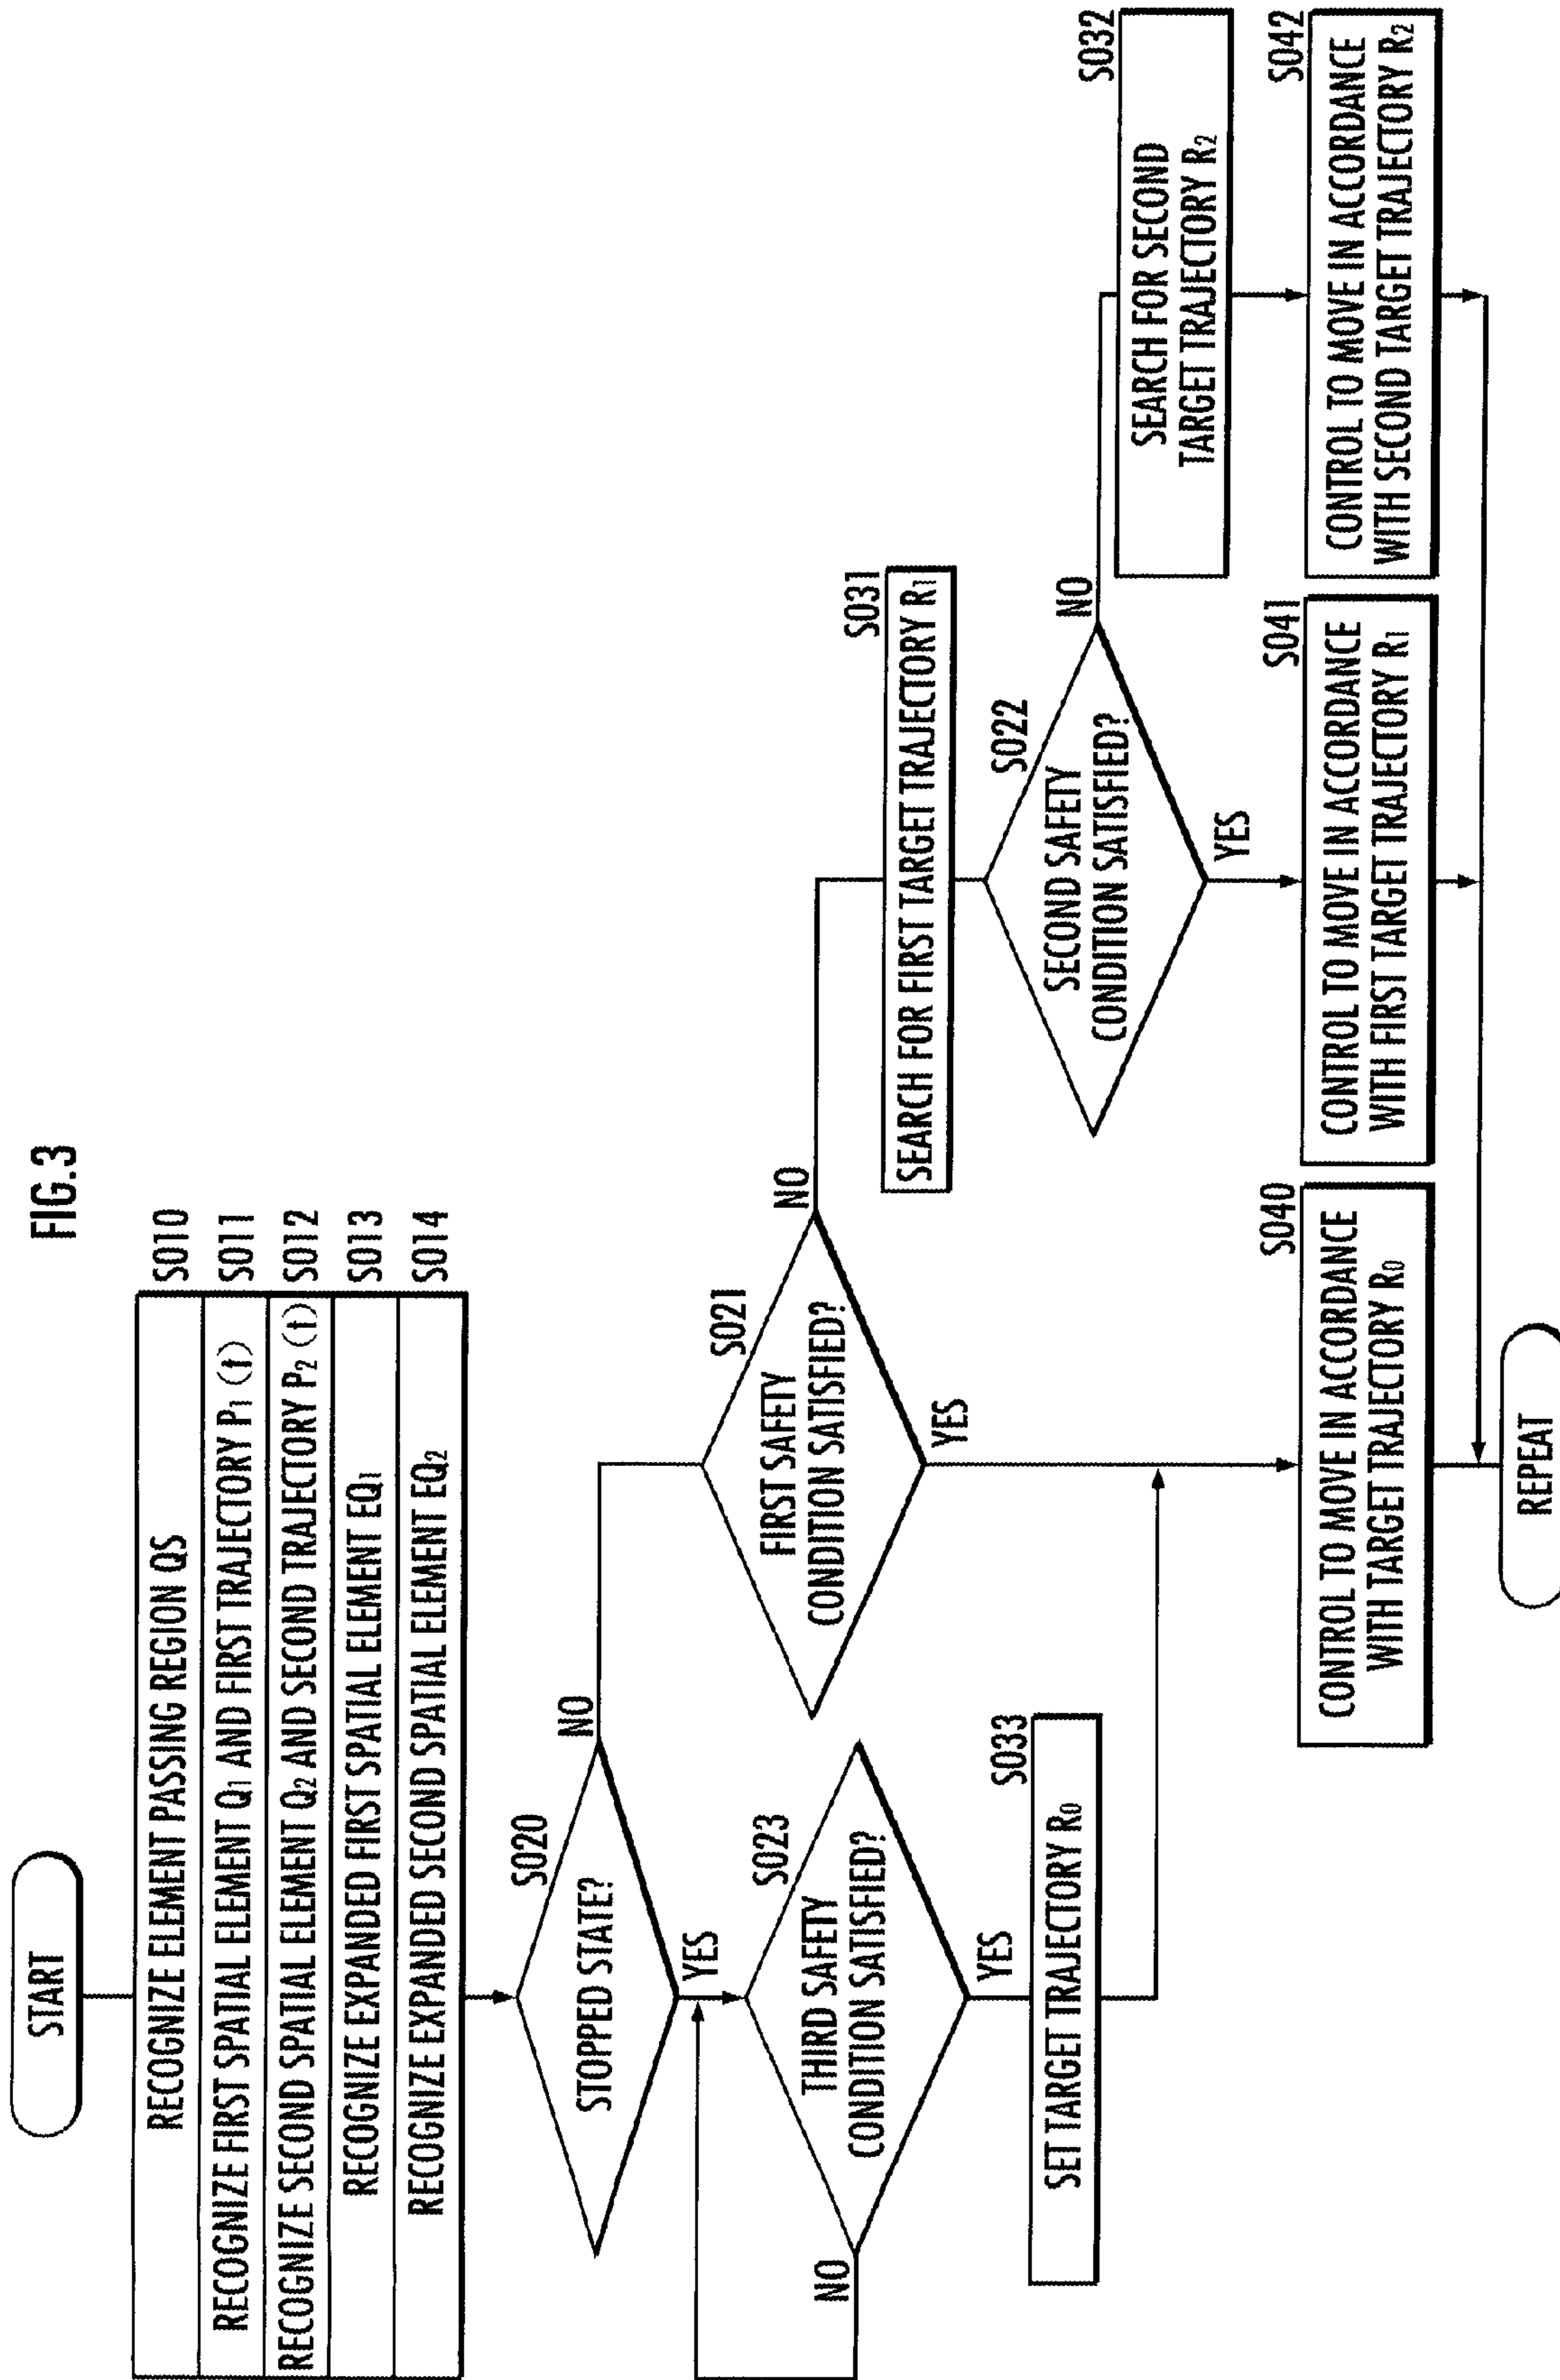 FIG.3
START
RECOGNIZE ELEMENT PASSING REGION QS
S010
RECOGNIZE FIRST SPATIAL ELEMENT Q1 AND FIRST TRAJECTORY P1 (t)
S011
RECOGNIZE SECOND SPATIAL ELEMENT Q2 AND SECOND TRAJECTORY P2 (t)
S012
RECOGNIZE EXPANDED FIRST SPATIAL ELEMENT EQ1
S013
RECOGNIZE EXPANDED SECOND SPATIAL ELEMENT EQ2
S014
S020
STOPPED STATE?
NO
YES
S023
THIRD SAFETY
CONDITION SATISFIED?
NO
YES
S033
SET TARGET TRAJECTORY R0
S021
FIRST SAFETY
CONDITION SATISFIED?
NO
YES
S031
SEARCH FOR FIRST TARGET TRAJECTORY R1
S022
SECOND SAFETY
CONDITION SATISFIED?
NO
YES
S032
SEARCH FOR SECOND
TARGET TRAJECTORY R2
S040
CONTROL TO MOVE IN ACCORDANCE
WITH TARGET TRAJECTORY R0
S041
CONTROL TO MOVE IN ACCORDANCE
WITH FIRST TARGET TRAJECTORY R1
S042
CONTROL TO MOVE IN ACCORDANCE
WITH SECOND TARGET TRAJECTORY R2
REPEAT